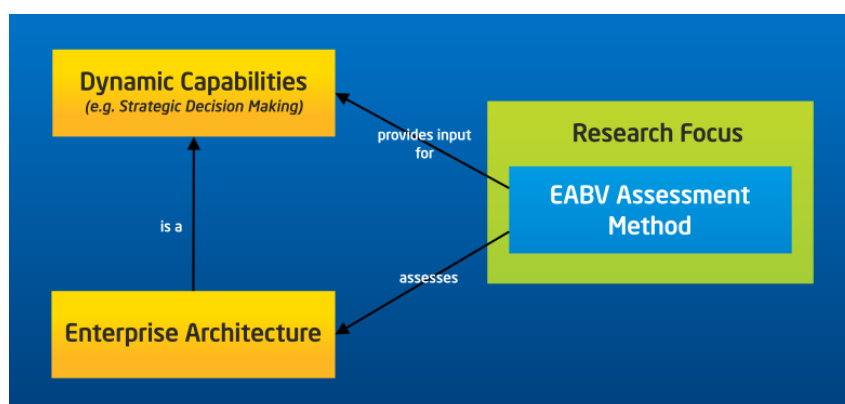 Dynamic Capabilities
(e.g. Strategic Decision Making)
provides input
for
Research Focus
EABV Assessment
Method
is a
assesses
Enterprise Architecture